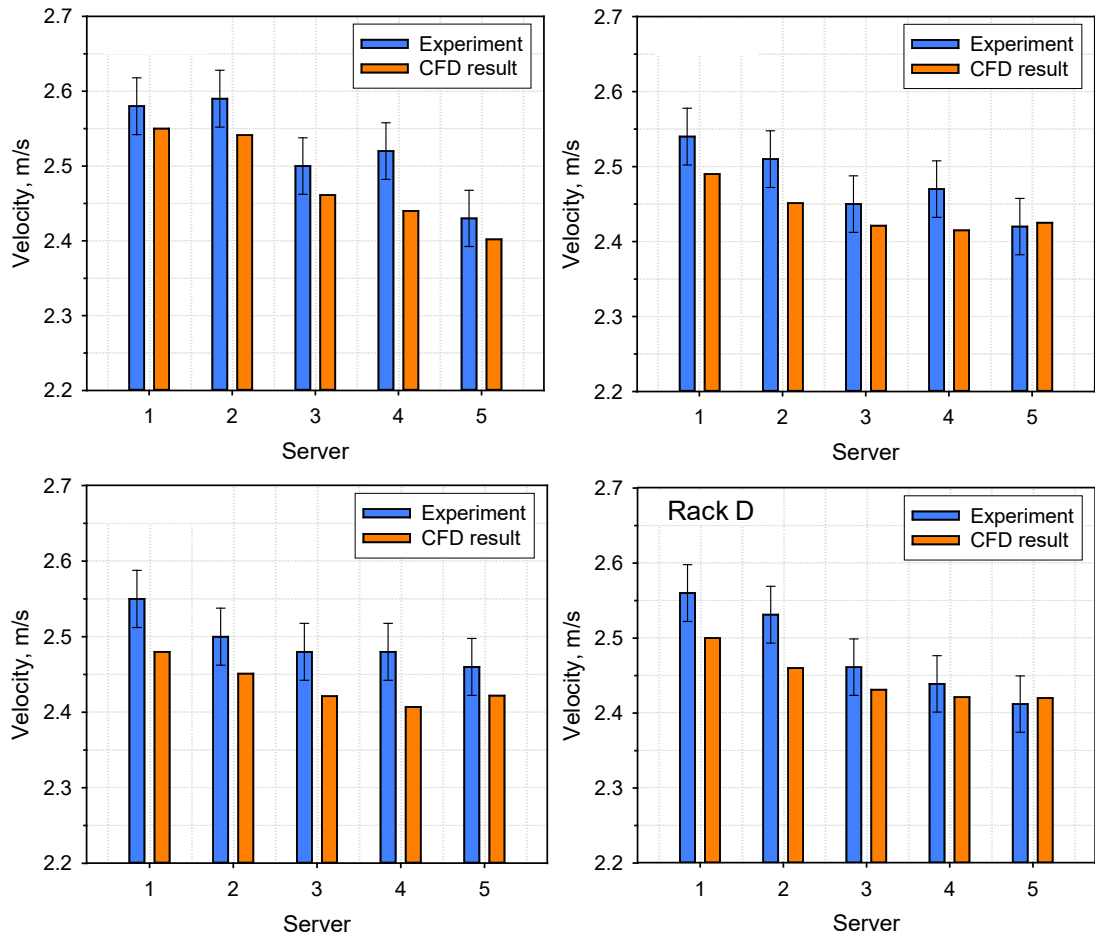 2.7
2.6
2.5
2.4
2.3
2.2
Velocity, m/s
Experiment
CFD result
1 2 3 4 5
Server
2.7
2.6
2.5
2.4
2.3
2.2
Velocity, m/s
Experiment
CFD result
1 2 3 4 5
Server
2.7
2.6
2.5
2.4
2.3
2.2
Velocity, m/s
Experiment
CFD result
1 2 3 4 5
Server
2.7
2.6
2.5
2.4
2.3
2.2
Velocity, m/s
Rack D
Experiment
CFD result
1 2 3 4 5
Server